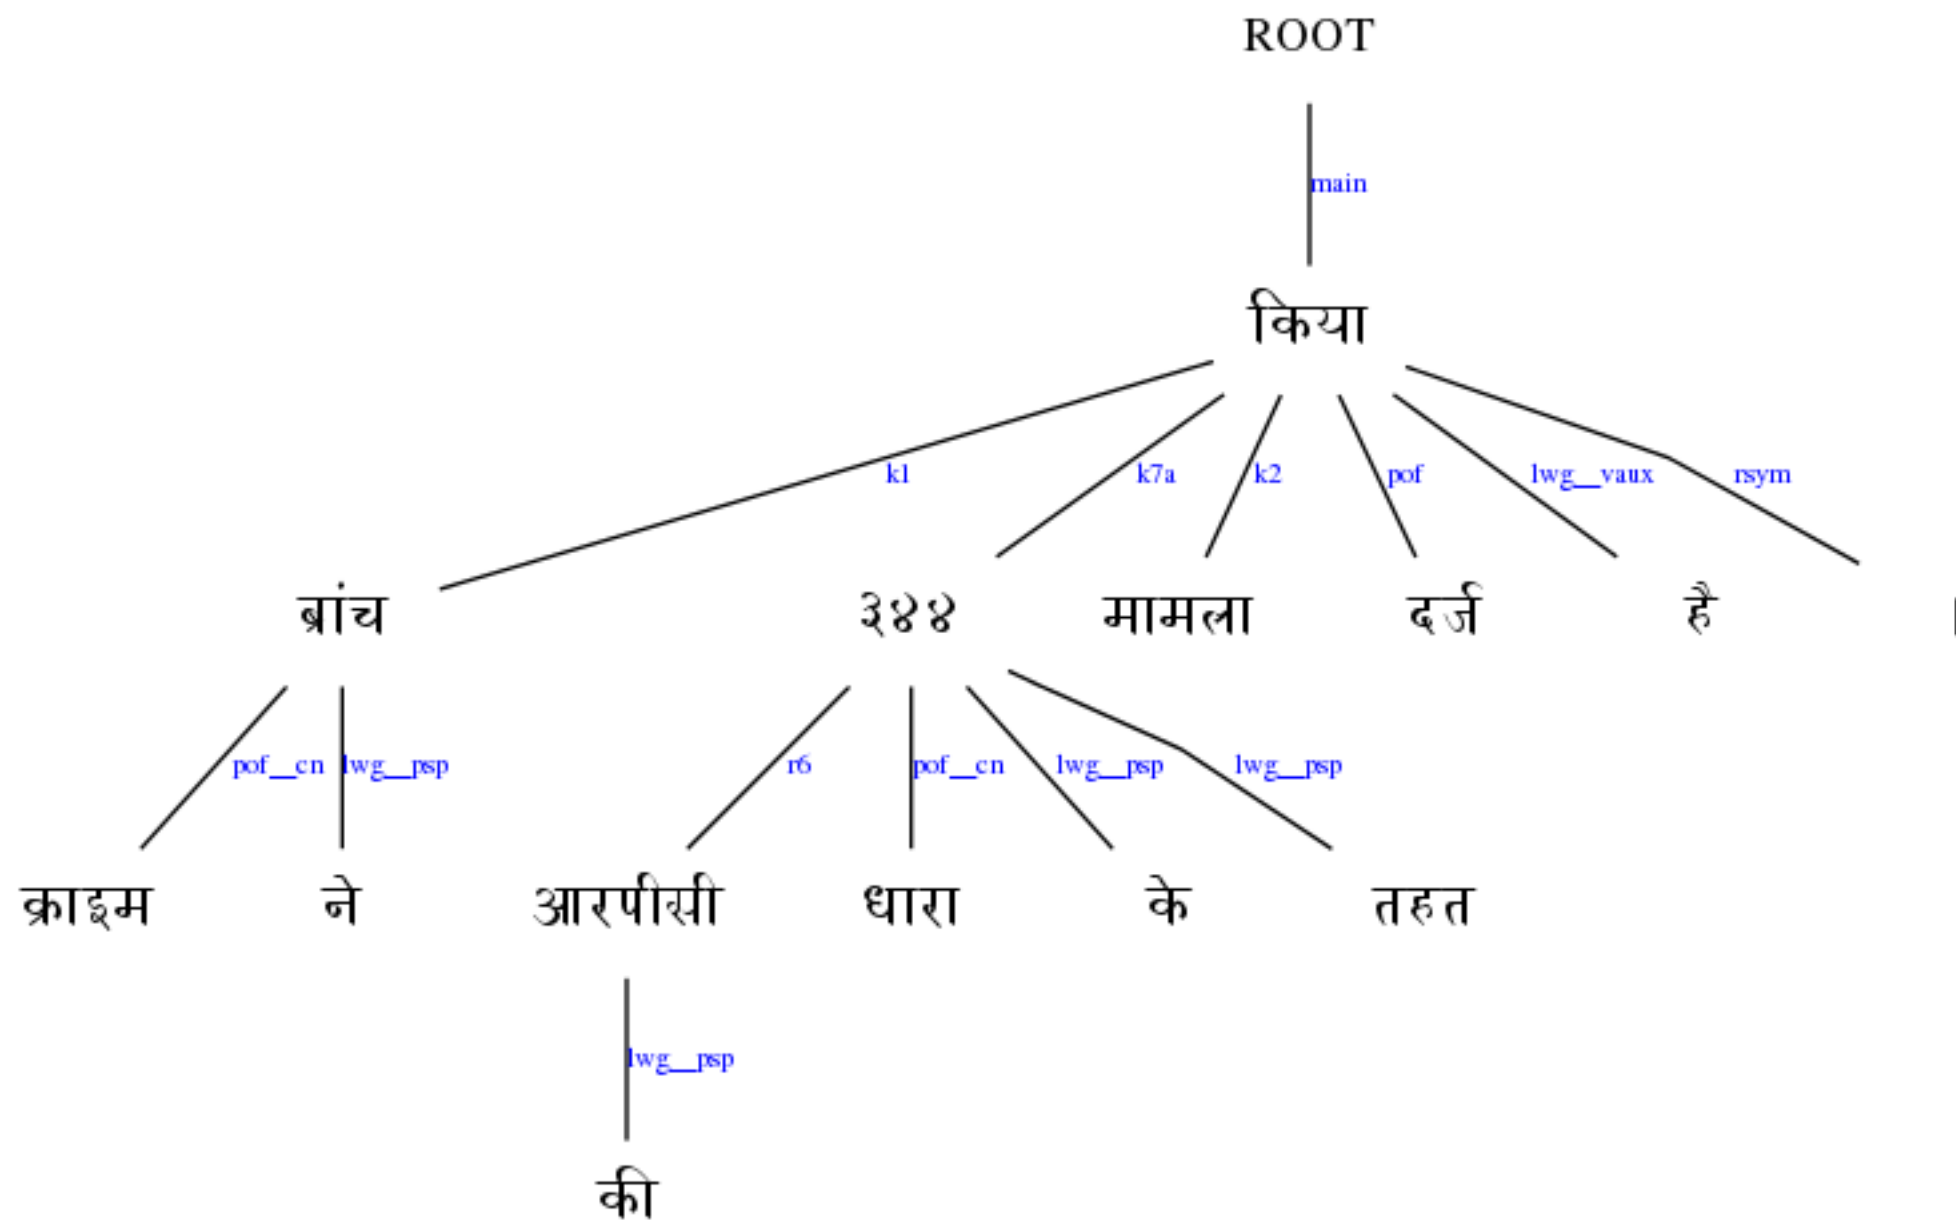 ROOT
main
किया
k1 k7a k2 pof lwg__vaux rsym
ब्रांच ३४४ मामला दर्ज है ।
pof__cn lwg__psp r6 pof__cn lwg__psp lwg__psp
क्राइम ने आरपीसी धारा के तहत
lwg__psp
की